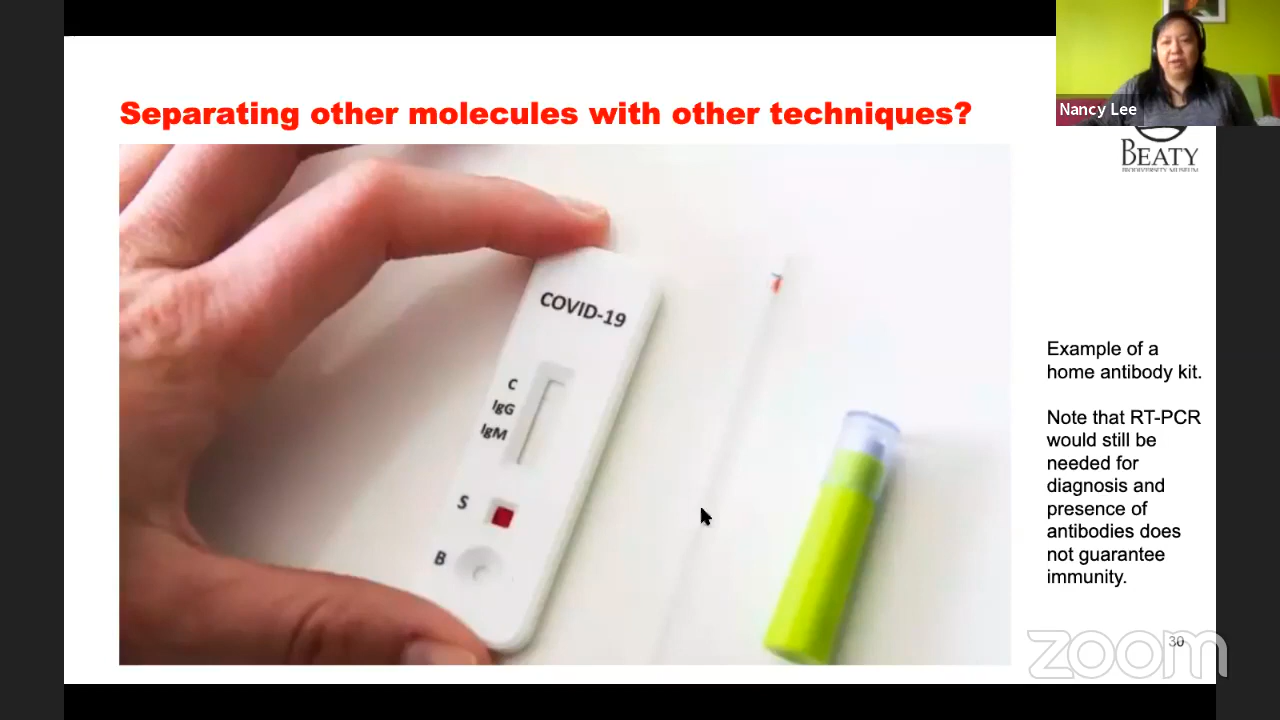 Nancy Lee
Separating other molecules with other techniques?
BEATY
BIODIVERSITY MUSEUM
COVID-19
C
IgG
IgM
S
B
Example of a
home antibody kit.
Note that RT-PCR
would still be
needed for
diagnosis and
presence of
antibodies does
not guarantee
immunity.
30
zoom